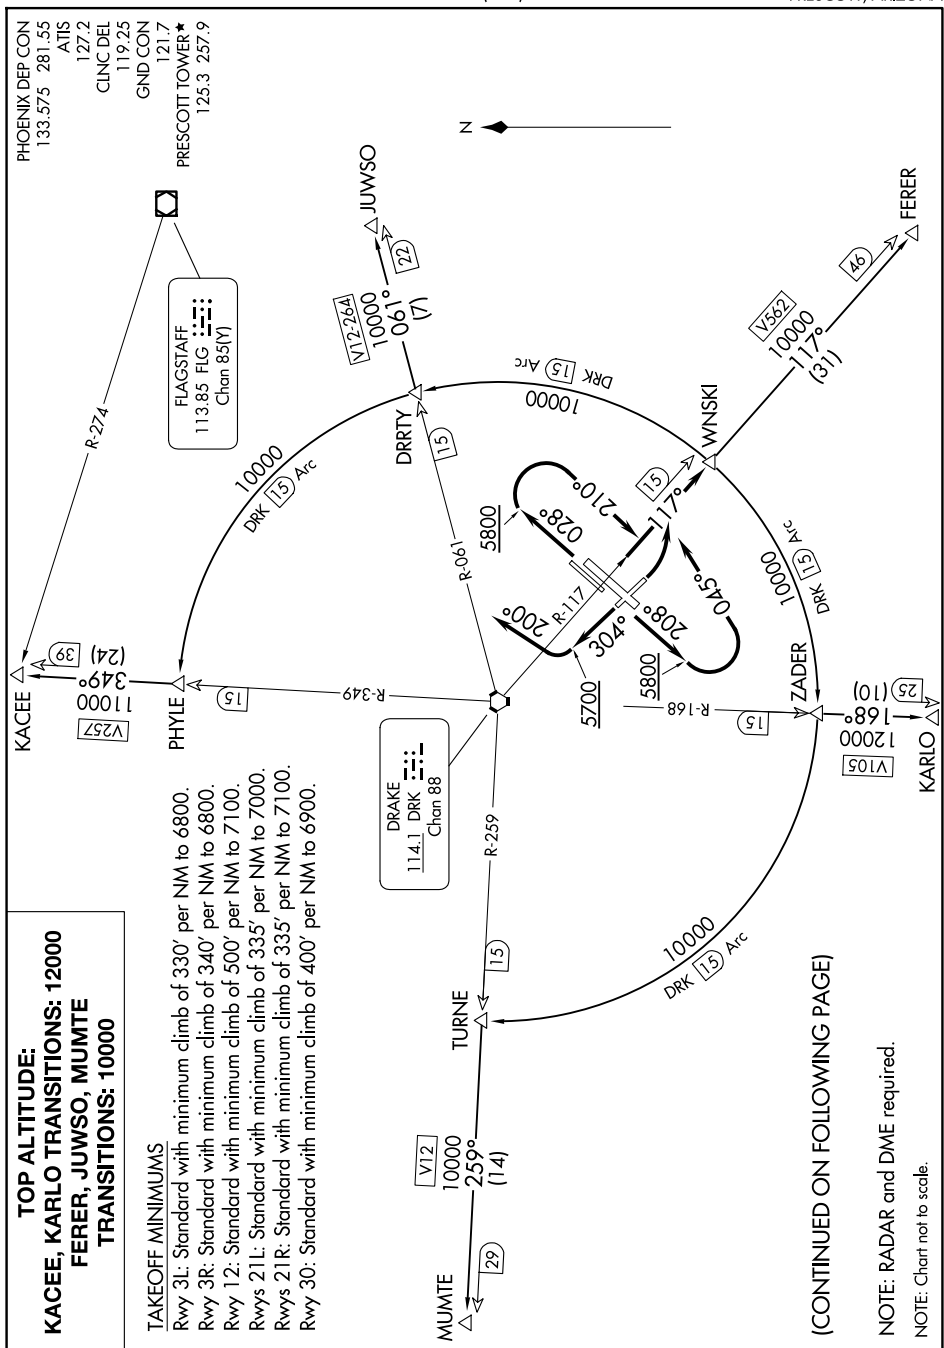 TOP ALTITUDE:
KACEE, KARLO TRANSITIONS: 12000
FERER, JUWSO, MUMTE
TRANSITIONS: 10000
TAKEOFF MINIMUMS
Rwy 3L: Standard with minimum climb of 330' per NM to 6800.
Rwy 3R: Standard with minimum climb of 340' per NM to 6800.
Rwy 12: Standard with minimum climb of 500' per NM to 7100.
Rwys 21L: Standard with minimum climb of 335' per NM to 7000.
Rwys 21R: Standard with minimum climb of 335' per NM to 7100.
Rwy 30: Standard with minimum climb of 400' per NM to 6900.
PHOENIX DEP CON
133.575 281.55
ATIS
127.2
CLNC DEL
119.25
GND CON
121.7
PRESCOTT TOWER★
125.3 257.9
KACEE
39
V257
11000
349°
(24)
R-274
FLAGSTAFF
113.85 FLG
Chan 85(Y)
PHYLE
15
R-349
10000
DRK 15 Arc
JUWSO
22
V12-264
10000
061°
(7)
DRRTY
15
R-061
N
10000
DRK 15 Arc
DRAKE
114.1 DRK
Chan 88
R-259
15
TURNE
V12
10000
259°
(14)
MUMTE
29
5800
028°
210°
R-117
200°
304°
5700
208°
5800
045°
117°
15
WNSKI
V562
10000
117°
(31)
46
FERER
10000
DRK 15 Arc
R-168
15
ZADER
V105
12000
168°
(10)
25
KARLO
10000
DRK 15 Arc
(CONTINUED ON FOLLOWING PAGE)
NOTE: RADAR and DME required.
NOTE: Chart not to scale.